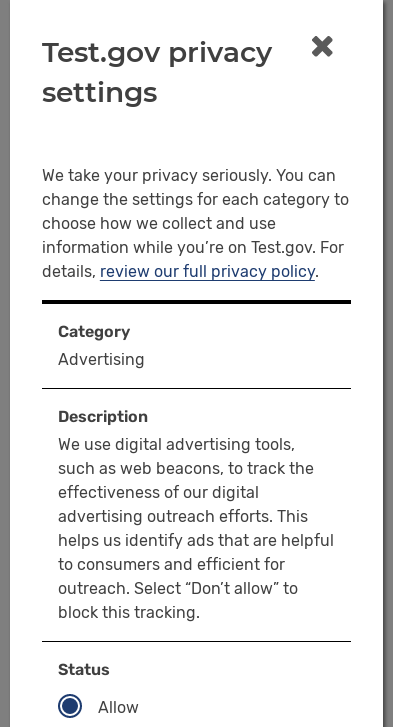 Test.gov privacy
settings
We take your privacy seriously. You can
change the settings for each category to
choose how we collect and use
information while you’re on Test.gov. For
details, review our full privacy policy.
Category
Advertising
Description
We use digital advertising tools,
such as web beacons, to track the
effectiveness of our digital
advertising outreach efforts. This
helps us identify ads that are helpful
to consumers and efficient for
outreach. Select “Don’t allow” to
block this tracking.
Status
Allow